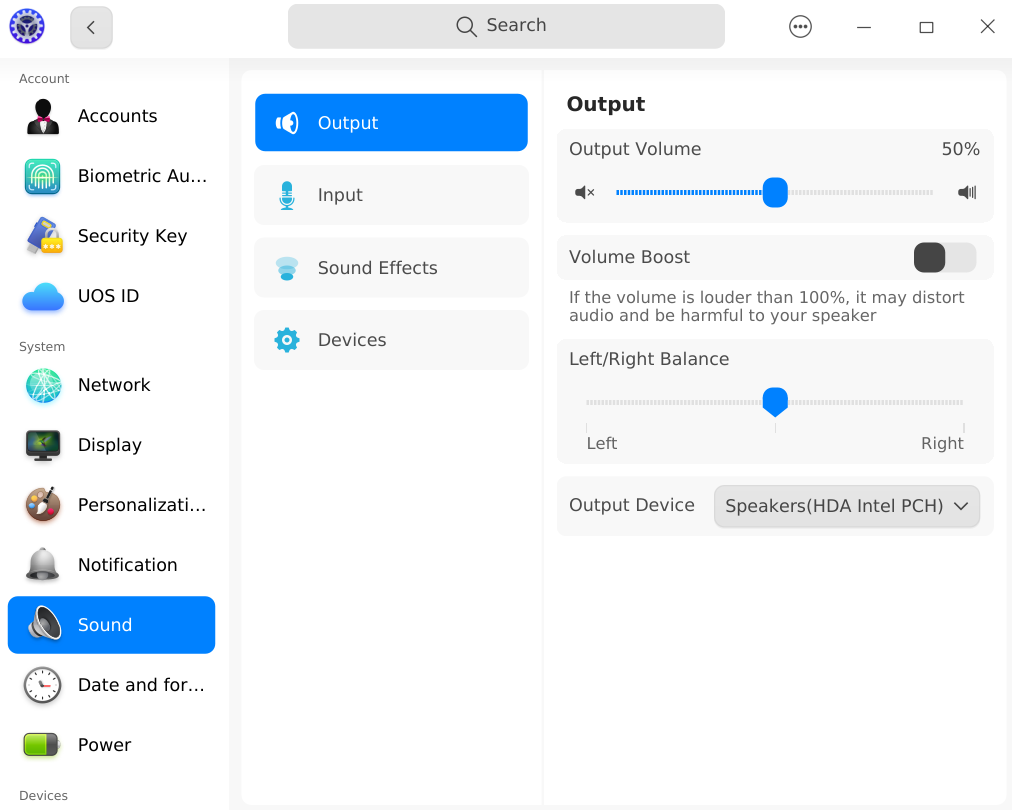 Search
Account
Accounts
Biometric Au...
Security Key
UOS ID
System
Network
Display
Personalizati...
Notification
Sound
Date and for...
Power
Devices
Output
Input
Sound Effects
Devices
Output
Output Volume 50%
Volume Boost
If the volume is louder than 100%, it may distort
audio and be harmful to your speaker
Left/Right Balance
Left Right
Output Device Speakers(HDA Intel PCH)